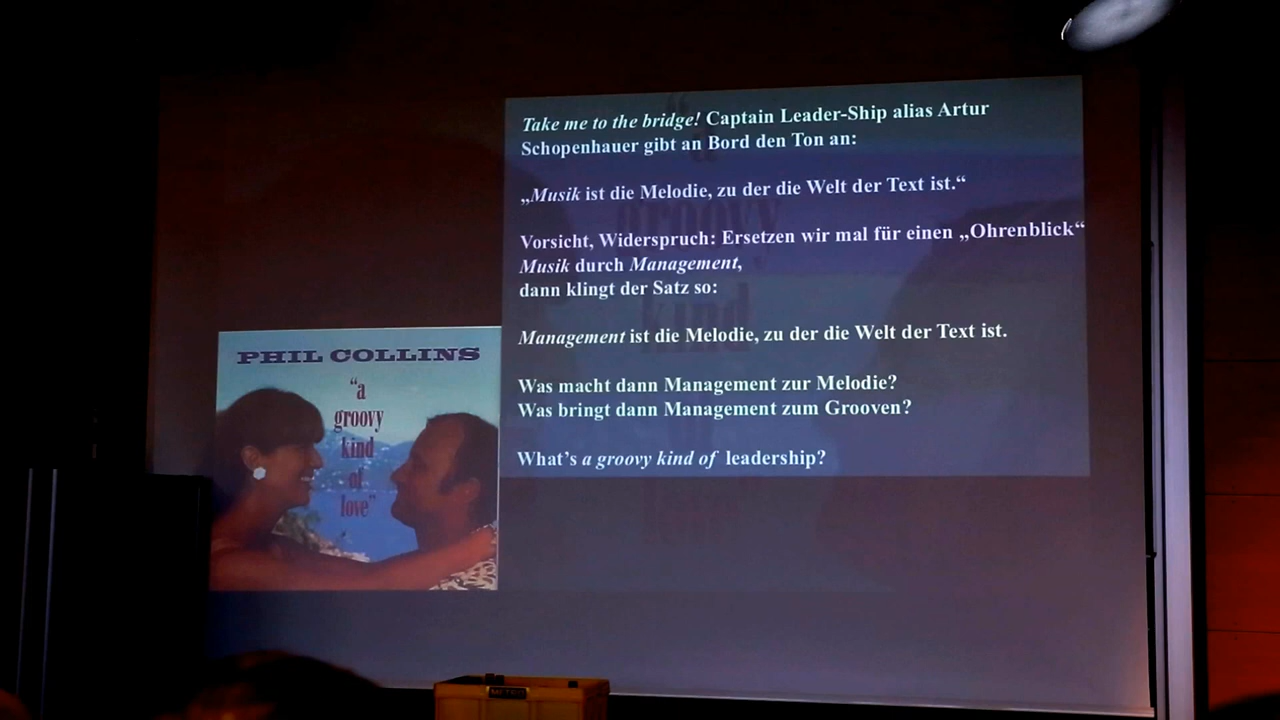 Take me to the bridge! Captain Leader-Ship alias Artur
Schopenhauer gibt an Bord den Ton an:
„Musik ist die Melodie, zu der die Welt der Text ist.“
Vorsicht, Widerspruch: Ersetzen wir mal für einen „Ohrenblick“
Musik durch Management,
dann klingt der Satz so:
Management ist die Melodie, zu der die Welt der Text ist.
Was macht dann Management zur Melodie?
Was bringt dann Management zum Grooven?
What's a groovy kind of leadership?
PHIL COLLINS
“a
groovy
kind
of
love”
METRO